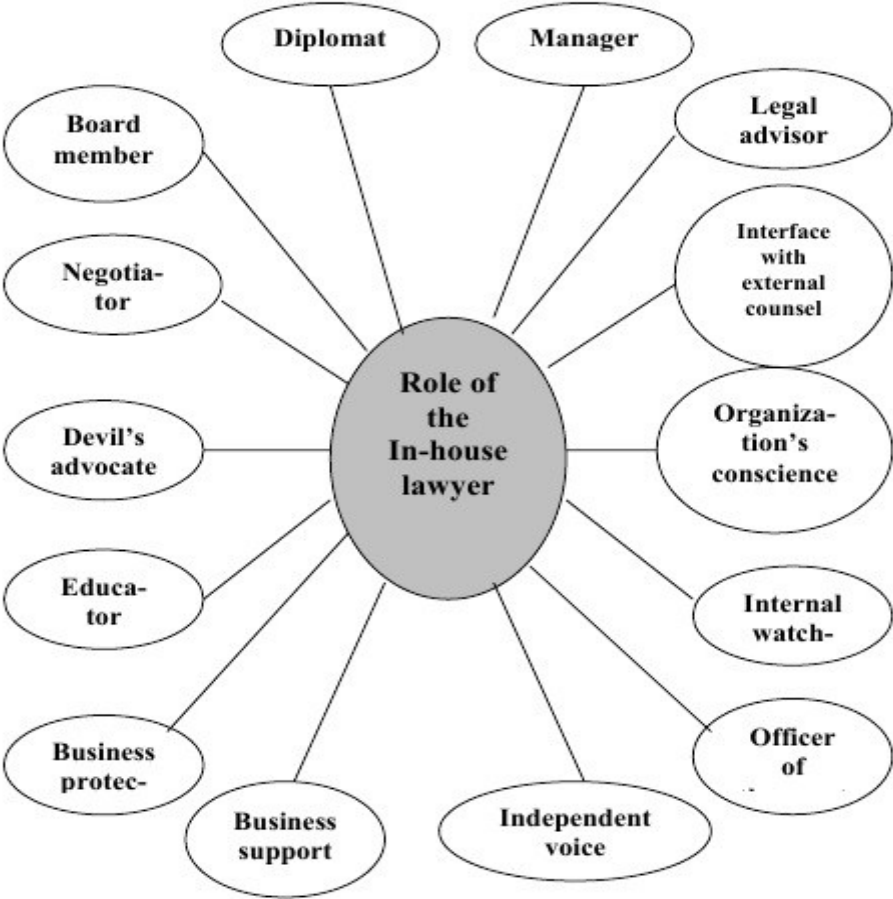 Diplomat
Manager
Legal
advisor
Board
member
Interface
with
external
counsel
Negotia-
tor
Role of
the
In-house
lawyer
Organiza-
tion's
conscience
Devil's
advocate
Educa-
tor
Internal
watch-
Business
protec-
Officer
of
Business
support
Independent
voice